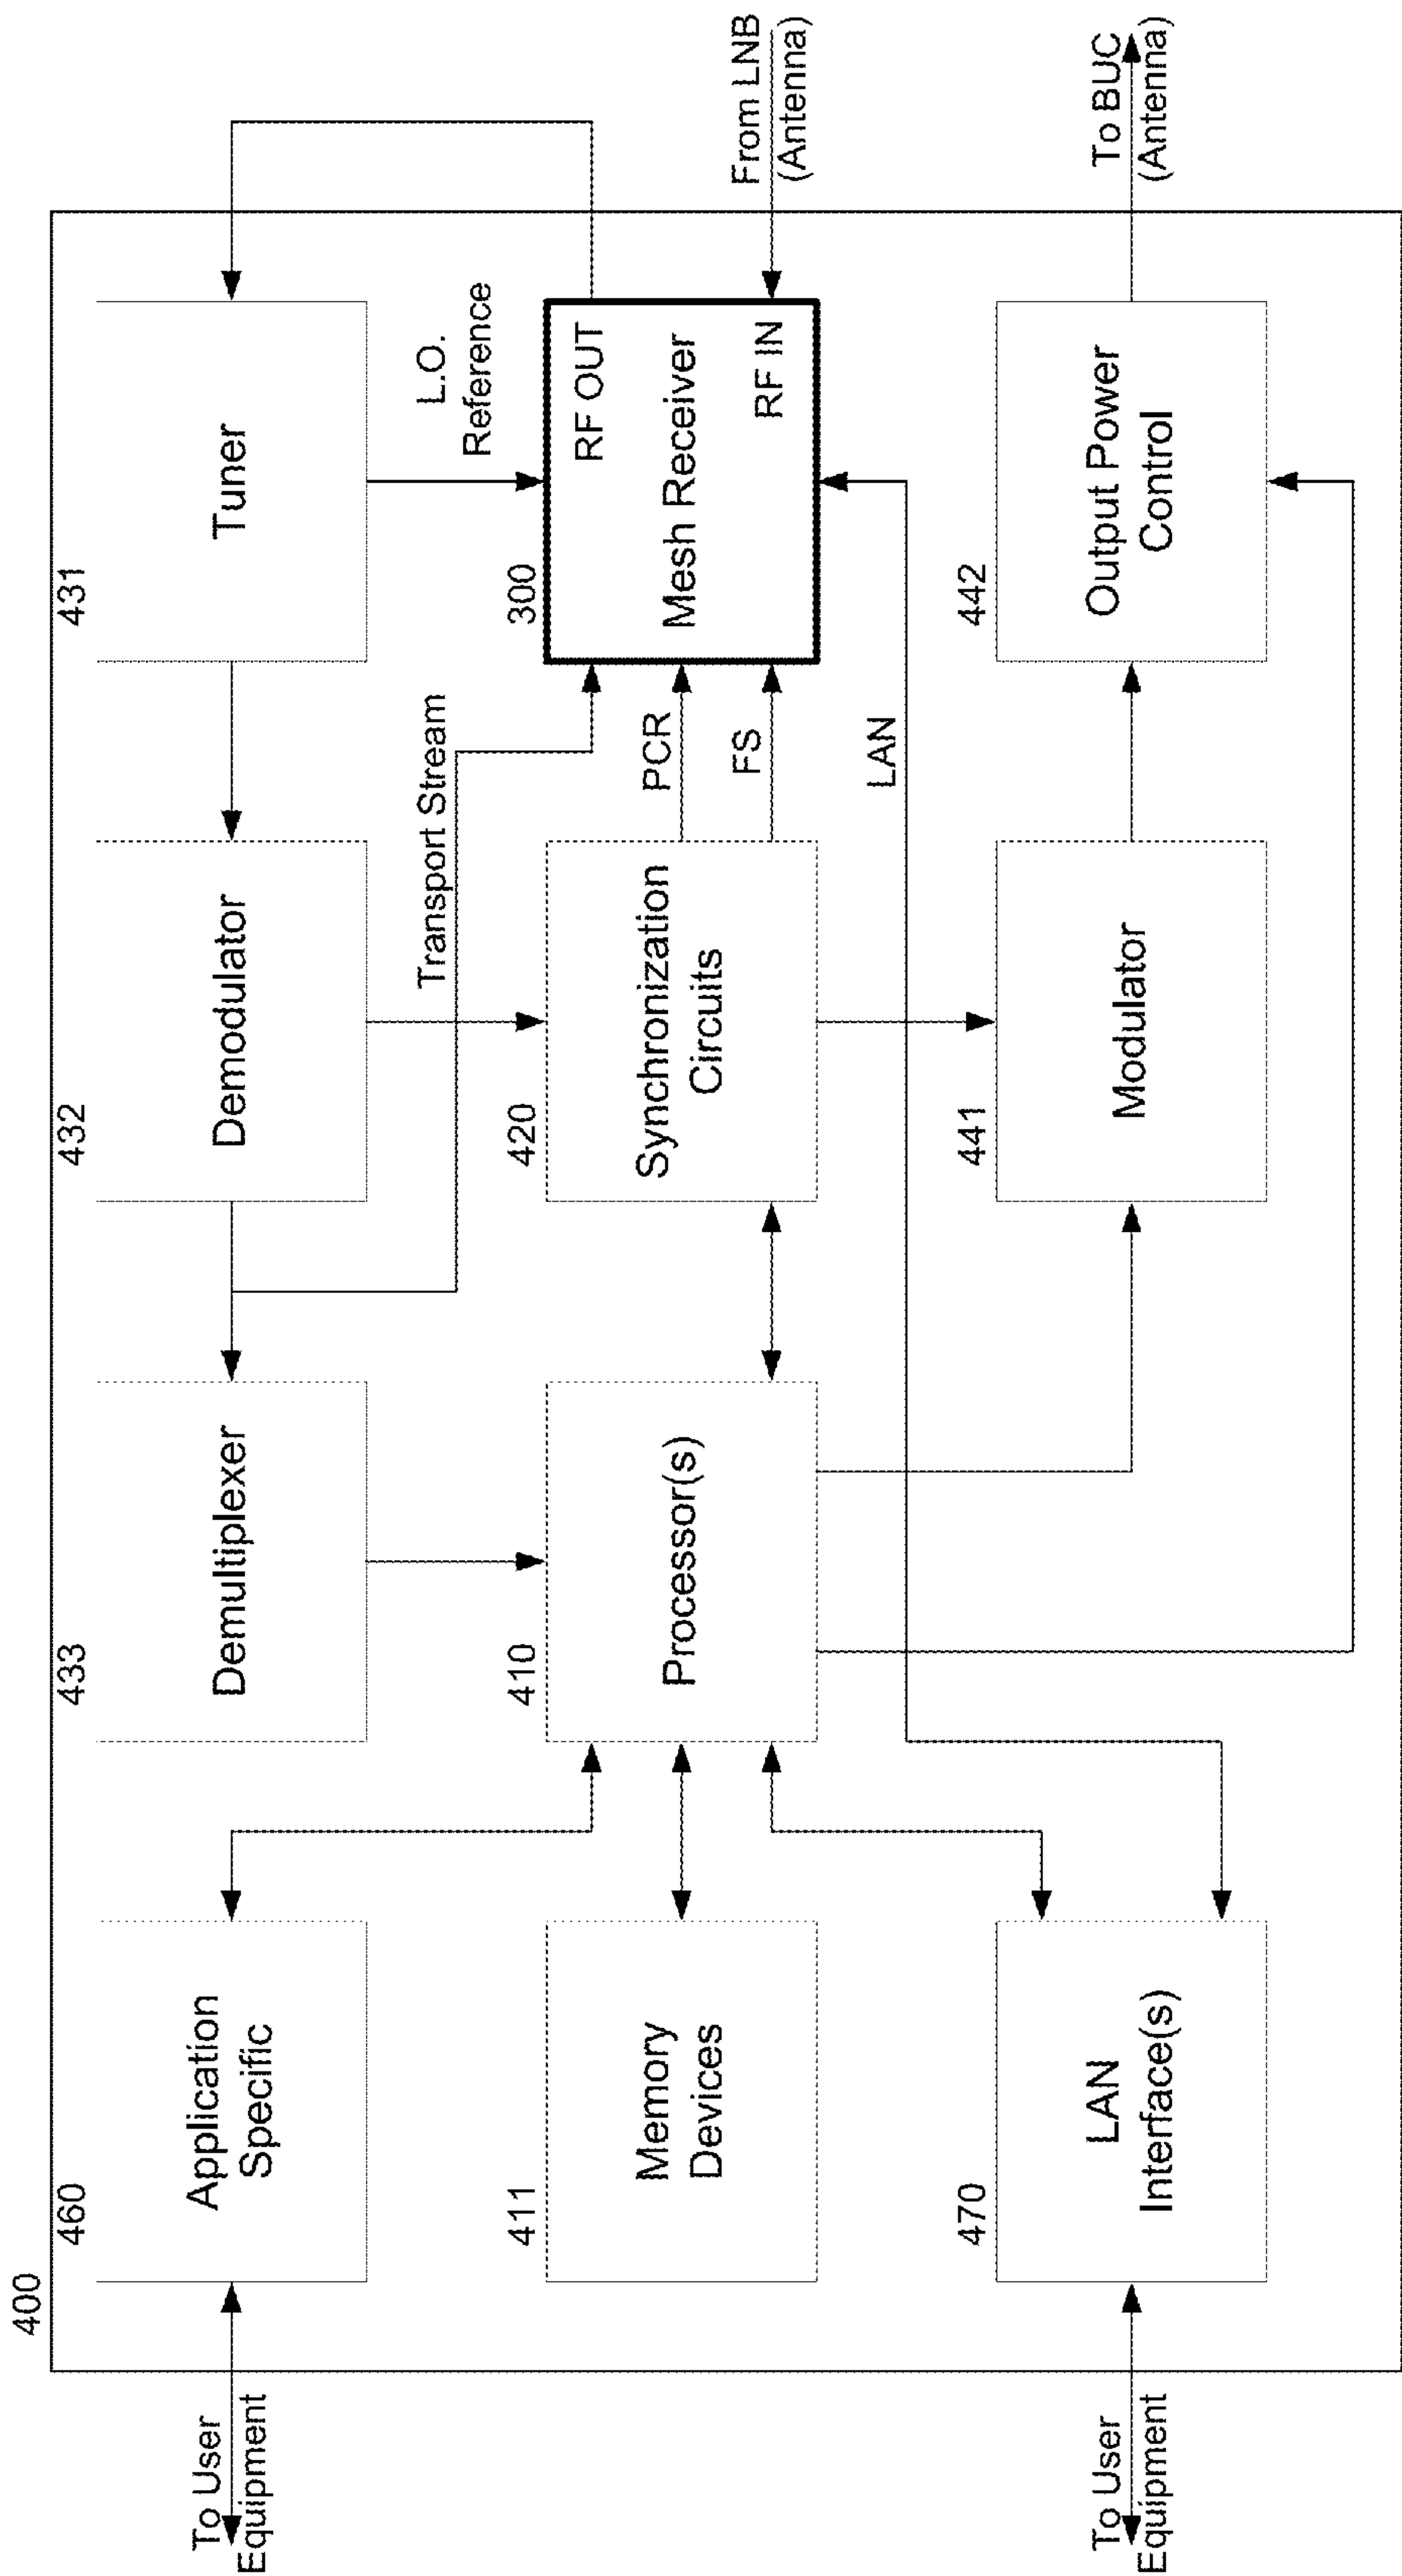 400
460
Application
Specific
433
Demultiplexer
432
Demodulator
431
Tuner
To User
Equipment
Transport Stream
L.O.
Reference
411
Memory
Devices
410
Processor(s)
420
Synchronization
Circuits
PCR
FS
300
RF OUT
Mesh Receiver
RF IN
From LNB
(Antenna)
LAN
470
LAN
Interface(s)
441
Modulator
442
Output Power
Control
To User
Equipment
To BUC
(Antenna)